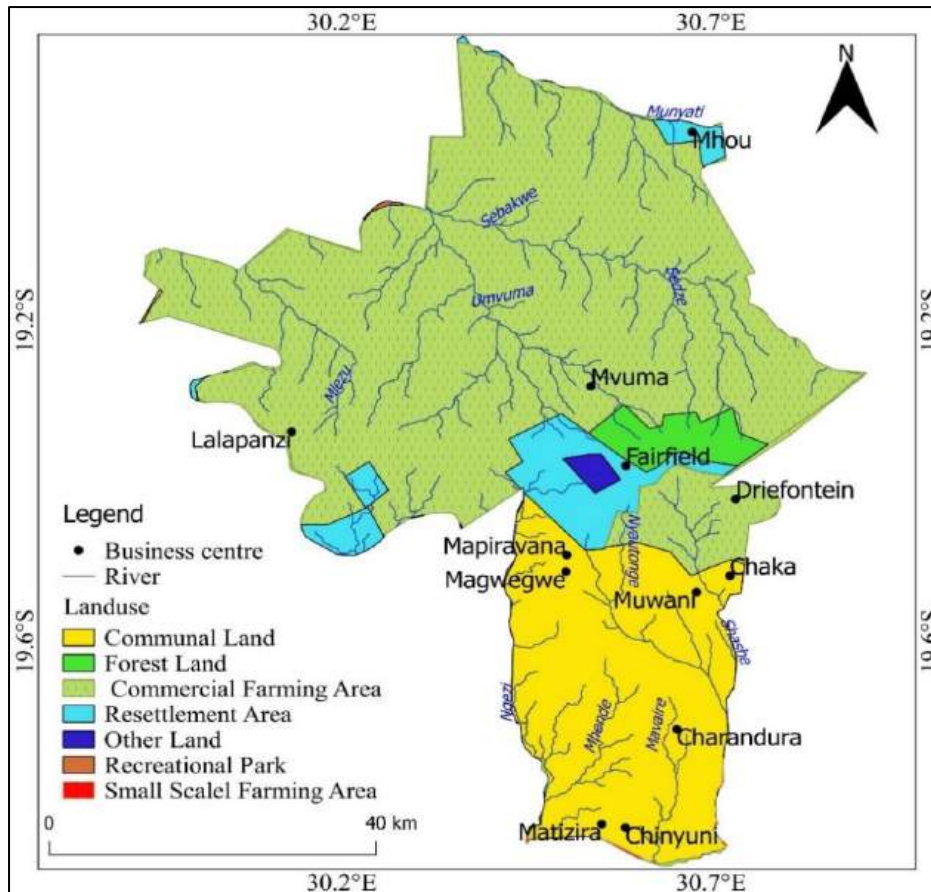 30.2°E 30.7°E
N
Munyati
Mhou
Sebakwe
19.2°S 19.2°S
Sedze
Umvuma
Mlezu
Mvuma
Lalapanzi
Fairfield
Driefontein
Legend
Business centre
River
Landuse
Communal Land
Forest Land
Commercial Farming Area
Resettlement Area
Other Land
Recreational Park
Small Scalel Farming Area
0 40 km
Nyautonge
Mapiravana
Magwegwe
Chaka
Muwani
Shashe
19.6°S 19.6°S
Ngezi
Mhende
Mavaire
Charandura
Matizira
Chinyuni
30.2°E 30.7°E